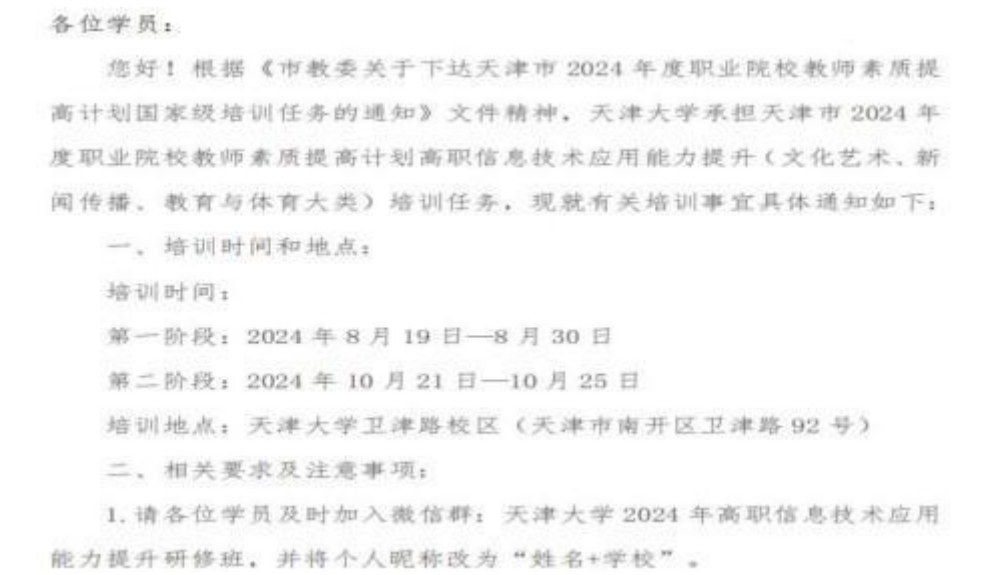 各位学员：
您好！根据《市教委关于下达天津市 2024 年度职业院校教师素质提
高计划国家级培训任务的通知》文件精神，天津大学承担天津市 2024 年
度职业院校教师素质提高计划高职信息技术应用能力提升（文化艺术、新
闻传播、教育与体育大类）培训任务，现就有关培训事宜具体通知如下：
一、培训时间和地点：
培训时间：
第一阶段：2024 年 8 月 19 日—8 月 30 日
第二阶段：2024 年 10 月 21 日—10 月 25 日
培训地点：天津大学卫津路校区（天津市南开区卫津路 92 号）
二、相关要求及注意事项：
1.请各位学员及时加入微信群：天津大学 2024 年高职信息技术应用
能力提升研修班，并将个人昵称改为“姓名+学校”。